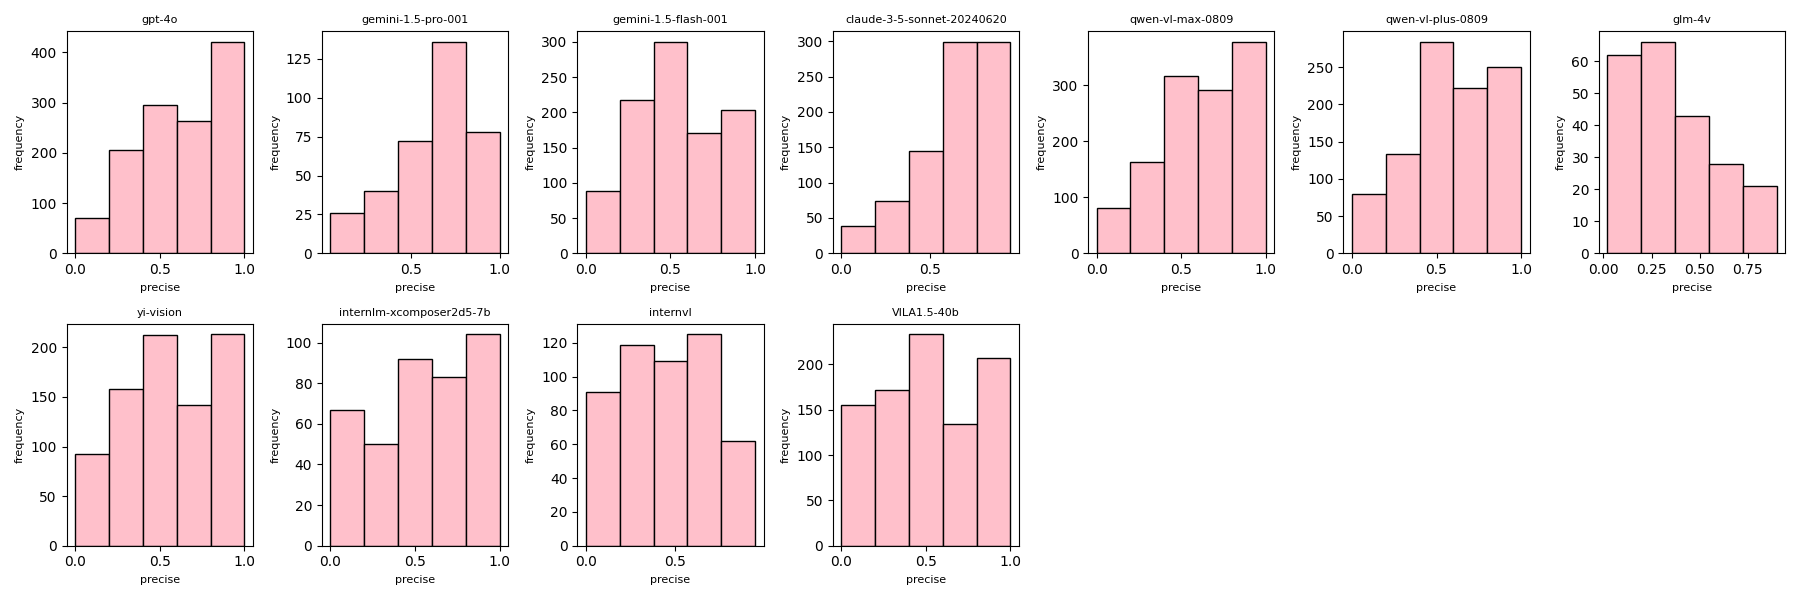 gpt-4o
gemini-1.5-pro-001
gemini-1.5-flash-001
claude-3-5-sonnet-20240620
qwen-vl-max-0809
qwen-vl-plus-0809
glm-4v
400
300
200
100
0
frequency
0.0 0.5 1.0
precise
125
100
75
50
25
0
frequency
0.5 1.0
precise
300
250
200
150
100
50
0
frequency
0.0 0.5 1.0
precise
300
250
200
150
100
50
0
frequency
0.0 0.5
precise
300
200
100
0
frequency
0.0 0.5 1.0
precise
250
200
150
100
50
0
frequency
0.0 0.5 1.0
precise
60
50
40
30
20
10
0
frequency
0.00 0.25 0.50 0.75
precise
yi-vision
internlm-xcomposer2d5-7b
internvl
VILA1.5-40b
200
150
100
50
0
frequency
0.0 0.5 1.0
precise
100
80
60
40
20
0
frequency
0.0 0.5 1.0
precise
120
100
80
60
40
20
0
frequency
0.0 0.5
precise
200
150
100
50
0
frequency
0.0 0.5 1.0
precise